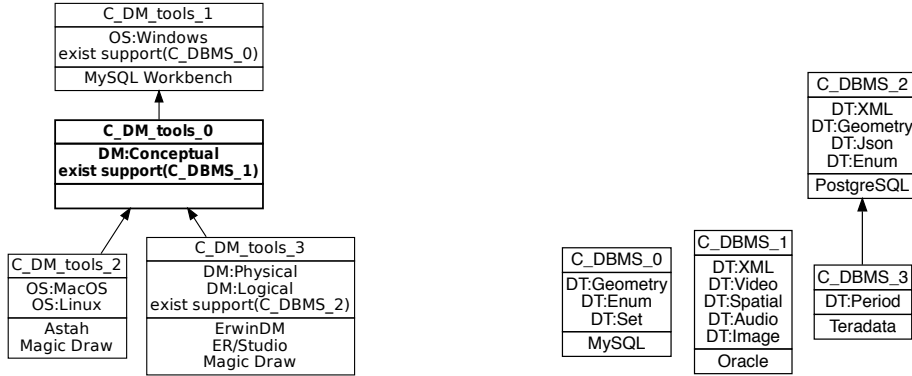 C_DM_tools_1
OS:Windows
exist support(C_DBMS_0)
MySQL Workbench
C_DM_tools_0
DM:Conceptual
exist support(C_DBMS_1)
C_DM_tools_2
OS:MacOS
OS:Linux
Astah
Magic Draw
C_DM_tools_3
DM:Physical
DM:Logical
exist support(C_DBMS_2)
ErwinDM
ER/Studio
Magic Draw
C_DBMS_0
DT:Geometry
DT:Enum
DT:Set
MySQL
C_DBMS_1
DT:XML
DT:Video
DT:Spatial
DT:Audio
DT:Image
Oracle
C_DBMS_2
DT:XML
DT:Geometry
DT:Json
DT:Enum
PostgreSQL
C_DBMS_3
DT:Period
Teradata